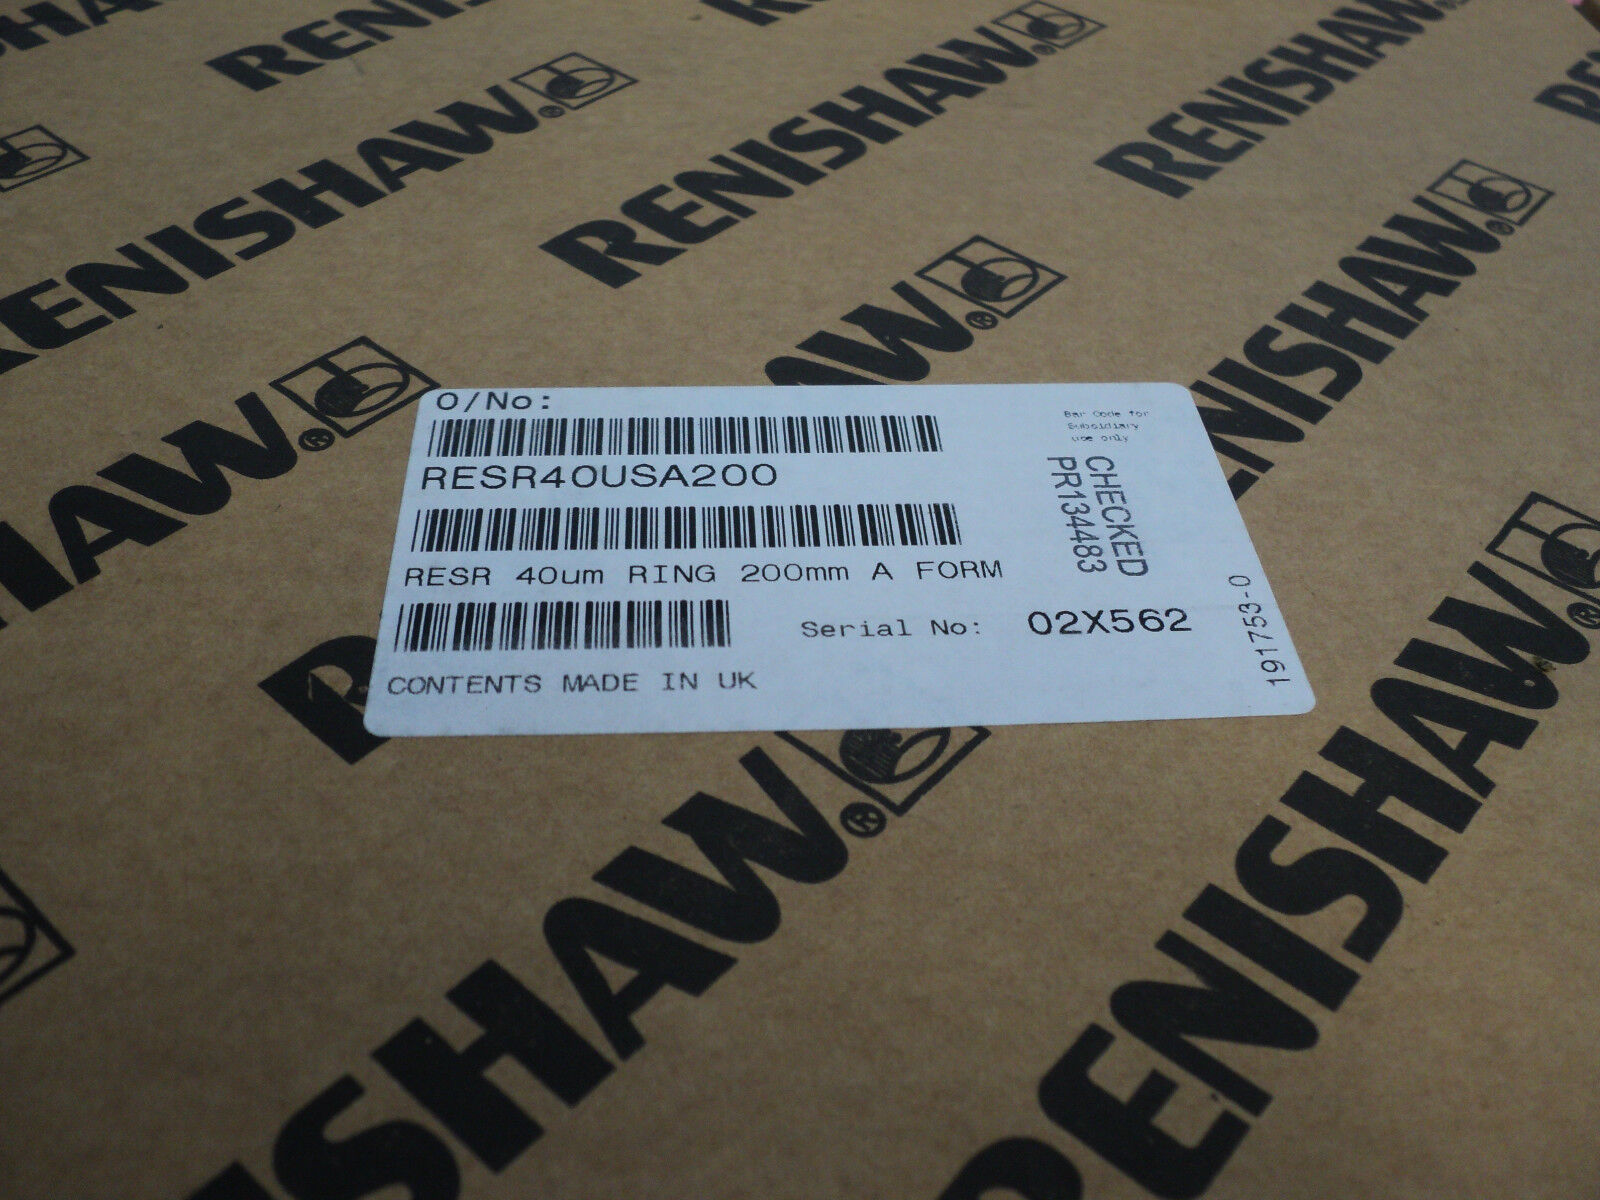 RENISHAW
RENISHAW
RENISHAW®
RENISHAW®
RENISHAW
RENISHAW®
RENISHAW®
O/No:
RESR40USA200
RESR 40um RING 200mm A FORM
Serial No: 02X562
CONTENTS MADE IN UK
Bar Code for
Subsidiary
use only
CHECKED
PR134483
191753-0
RENISHAW®
RENISHAW®